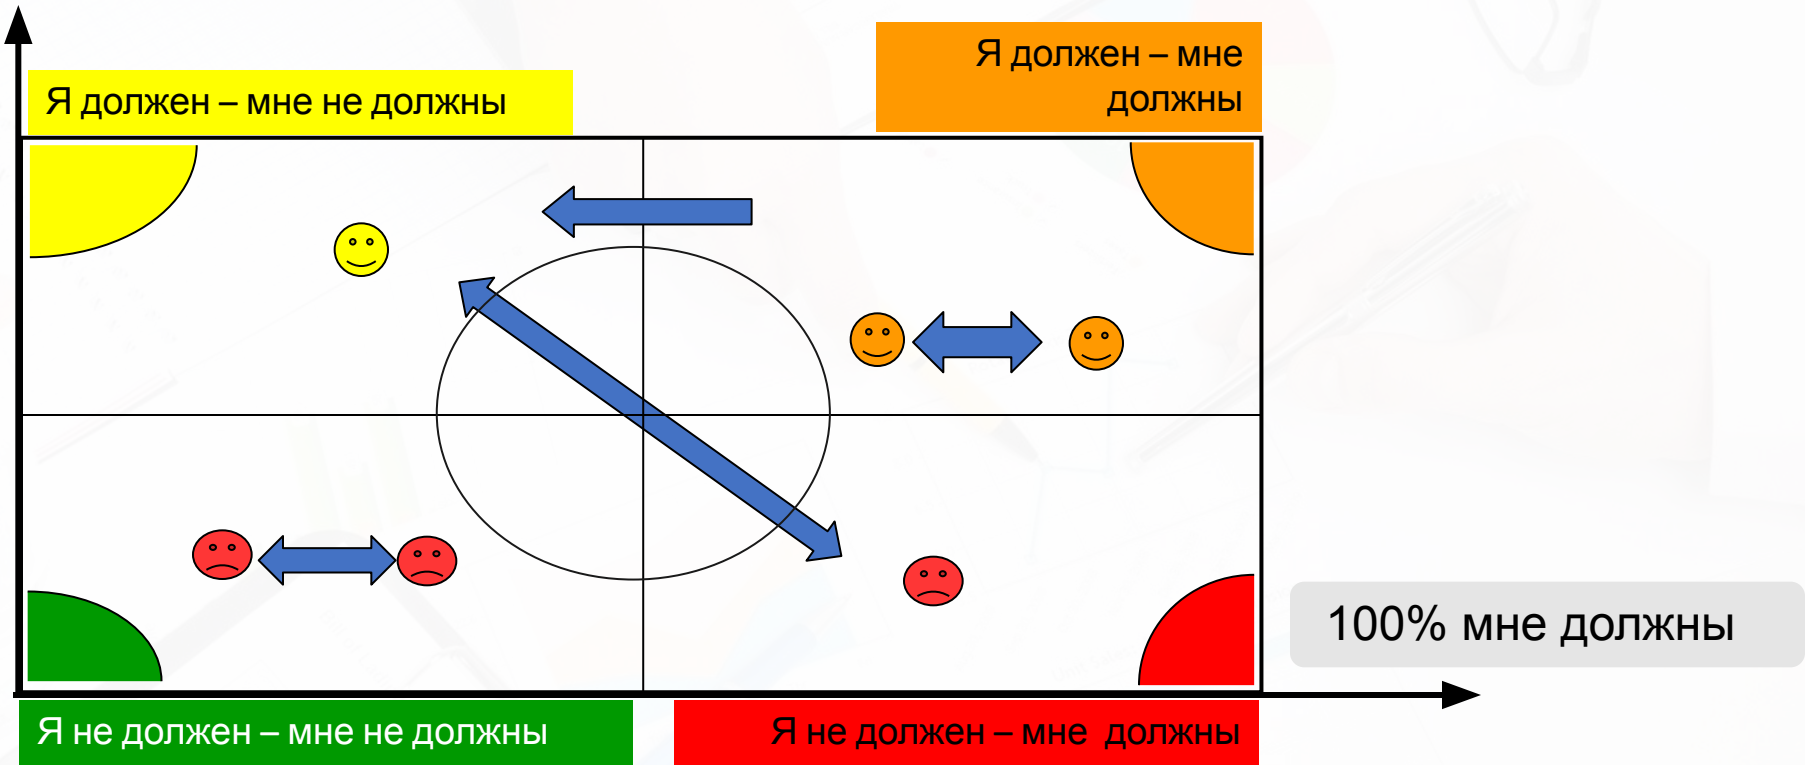 Я должен – мне не должны
Я должен – мне
должны
100% мне должны
Я не должен – мне не должны
Я не должен – мне  должны